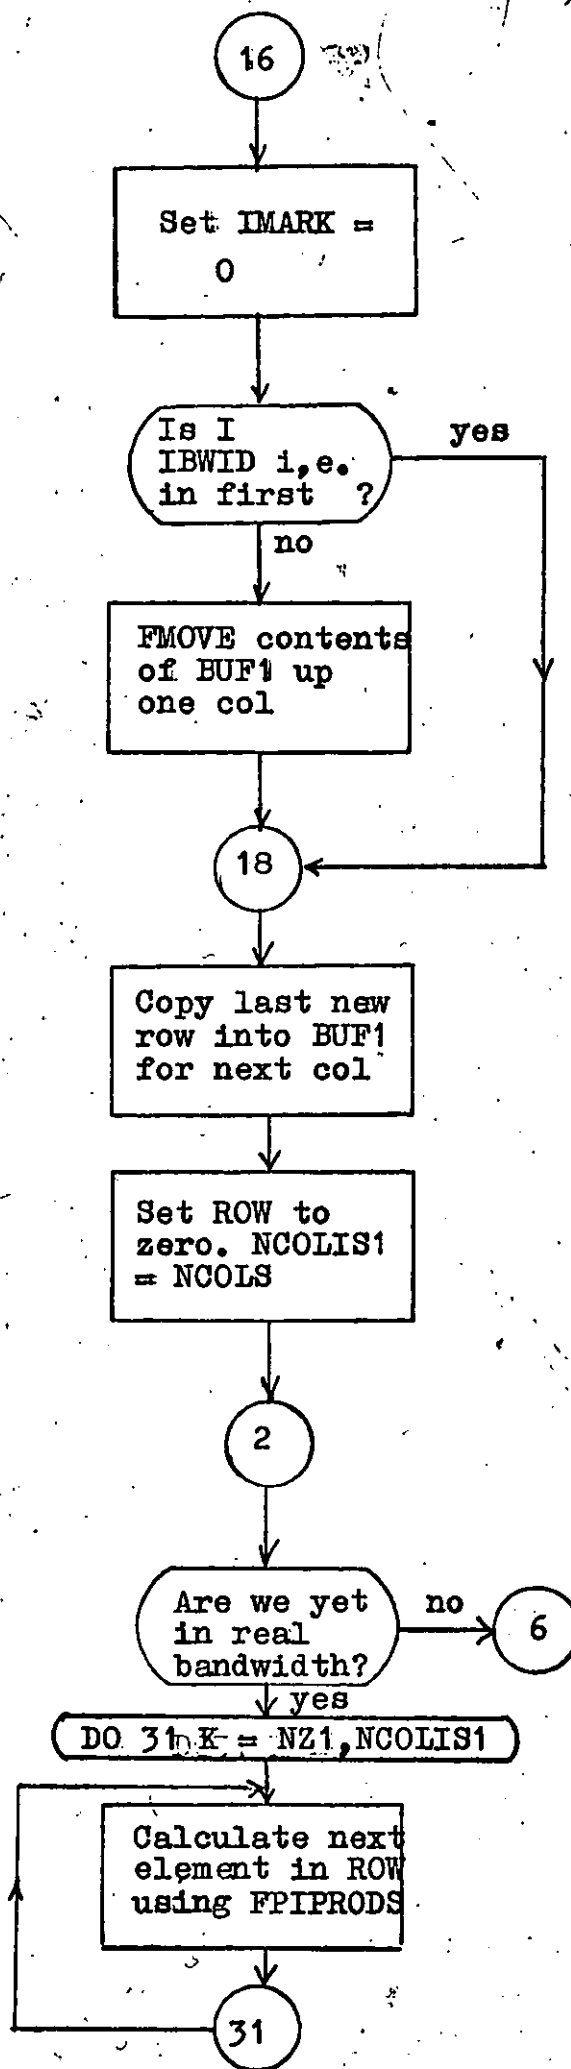 16
Set IMARK =
0
Is I
IBWID i,e.
in first ?
yes
no
FMOVE contents
of BUF1 up
one col
18
Copy last new
row into BUF1
for next col
Set ROW to
zero. NCOLIS1
= NCOLS
2
Are we yet
in real
bandwidth?
no
6
yes
DO 31 K = NZ1,NCOLIS1
Calculate next
element in ROW
using FPIPRODS
31